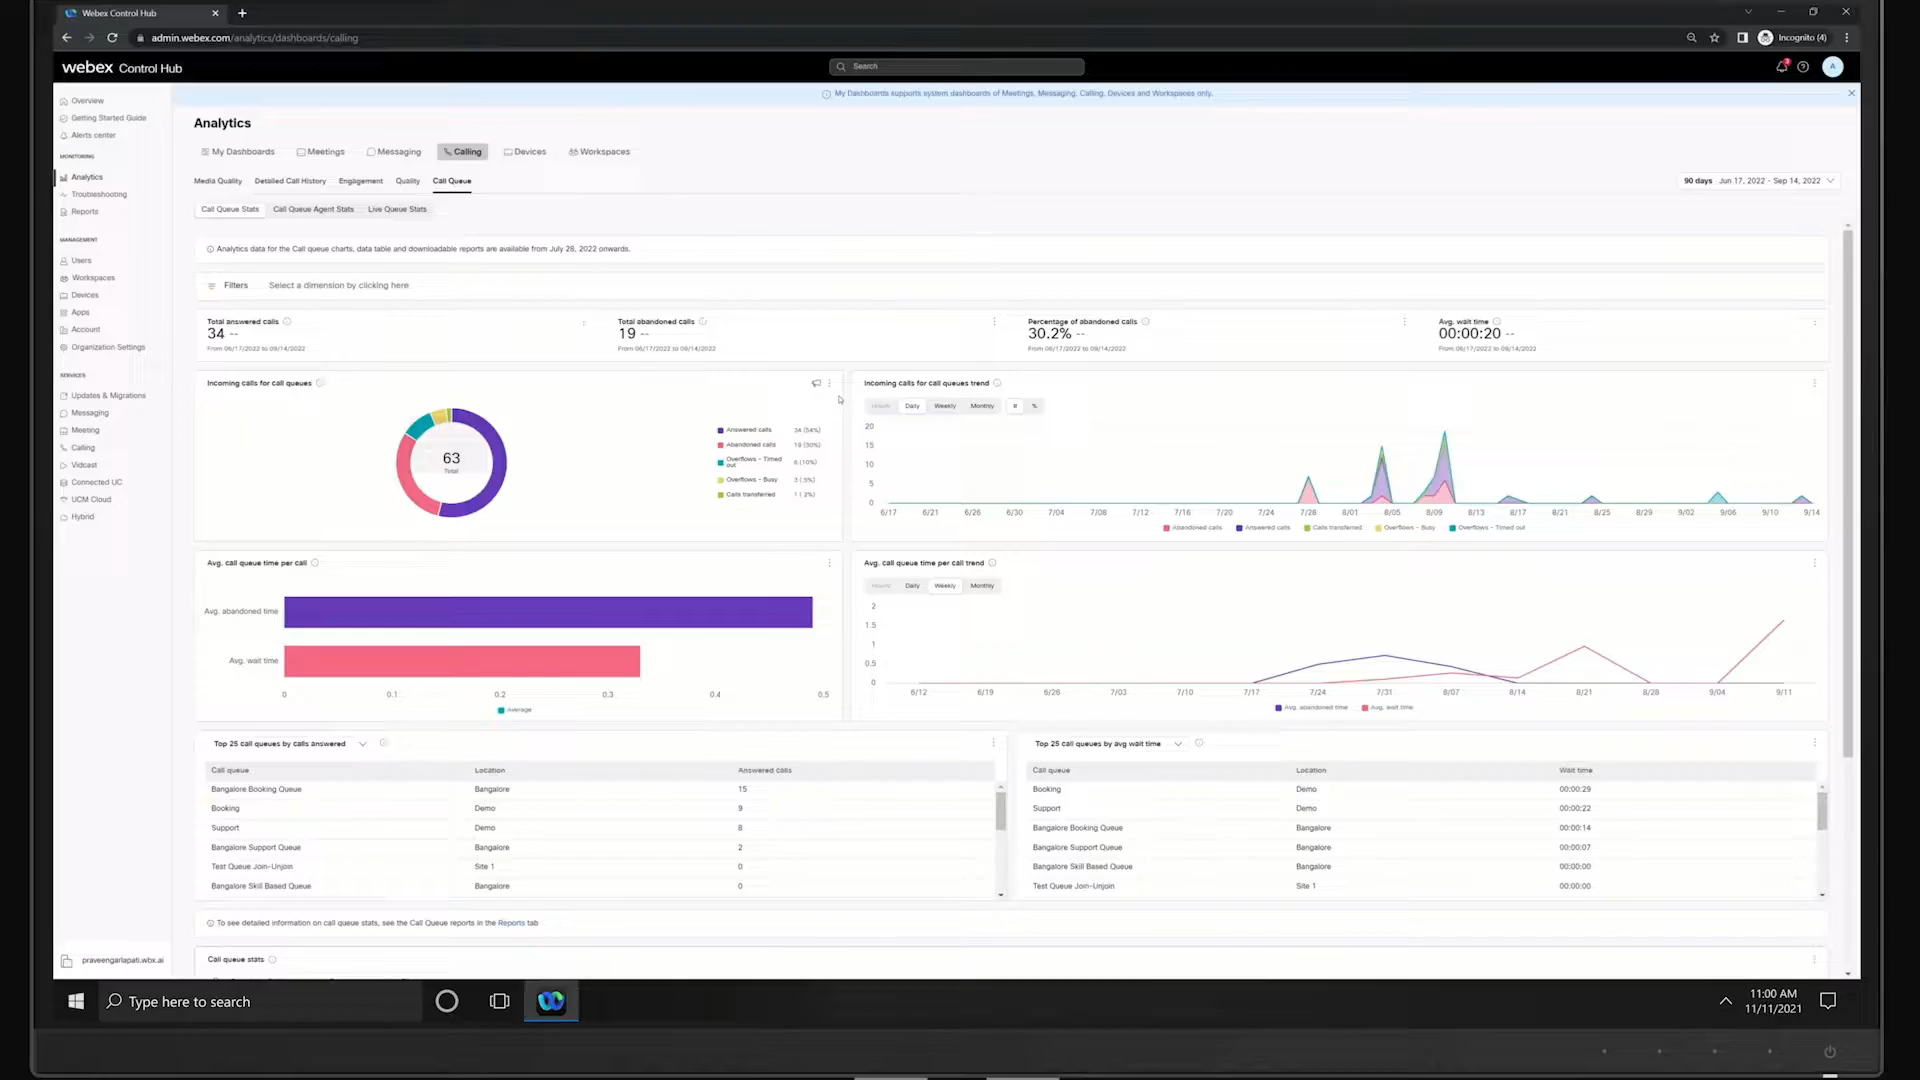 Webex Control Hub
admin.webex.com/analytics/dashboards/calling
Incognito (4)
webex Control Hub
Search
A
My Dashboards supports system dashboards of Meetings, Messaging, Calling, Devices and Workspaces only.
Overview
Getting Started Guide
Alerts center
MONITORING
Analytics
Troubleshooting
Reports
MANAGEMENT
Users
Workspaces
Devices
Apps
Account
Organization Settings
SERVICES
Updates & Migrations
Messaging
Meeting
Calling
Vidcast
Connected UC
UCM Cloud
Hybrid
praveengarlapati.wbx.ai
Analytics
My Dashboards Meetings Messaging Calling Devices Workspaces
Media Quality Detailed Call History Engagement Quality Call Queue
90 days Jun 17, 2022 - Sep 14, 2022
Call Queue Stats Call Queue Agent Stats Live Queue Stats
Analytics data for the Call queue charts, data table and downloadable reports are available from July 28, 2022 onwards.
Filters Select a dimension by clicking here
Total answered calls
34 --
From 06/17/2022 to 09/14/2022
Total abandoned calls
19 --
From 06/17/2022 to 09/14/2022
Percentage of abandoned calls
30.2% --
From 06/17/2022 to 09/14/2022
Avg. wait time
00:00:20 --
From 06/17/2022 to 09/14/2022
Incoming calls for call queues
63
Total
Answered calls 34 (54%)
Abandoned calls 19 (30%)
Overflows - Timed out 6 (10%)
Overflows - Busy 3 (5%)
Calls transferred 1 (2%)
Incoming calls for call queues trend
Hourly Daily Weekly Monthly # %
20
15
10
5
0
6/17 6/21 6/26 6/30 7/04 7/08 7/12 7/16 7/20 7/24 7/28 8/01 8/05 8/09 8/13 8/17 8/21 8/25 8/29 9/02 9/06 9/10 9/14
Abandoned calls Answered calls Calls transferred Overflows - Busy Overflows - Timed out
Avg. call queue time per call
Avg. abandoned time
Avg. wait time
0 0.1 0.2 0.3 0.4 0.5
Average
Avg. call queue time per call trend
Hourly Daily Weekly Monthly
2
1.5
1
0.5
0
6/12 6/19 6/26 7/03 7/10 7/17 7/24 7/31 8/07 8/14 8/21 8/28 9/04 9/11
Avg. abandoned time Avg. wait time
Top 25 call queues by calls answered
Call queue Location Answered calls
Bangalore Booking Queue Bangalore 15
Booking Demo 9
Support Demo 8
Bangalore Support Queue Bangalore 2
Test Queue Join-Unjoin Site 1 0
Bangalore Skill Based Queue Bangalore 0
Top 25 call queues by avg wait time
Call queue Location Wait time
Booking Demo 00:00:29
Support Demo 00:00:22
Bangalore Booking Queue Bangalore 00:00:14
Bangalore Support Queue Bangalore 00:00:07
Bangalore Skill Based Queue Bangalore 00:00:00
Test Queue Join-Unjoin Site 1 00:00:00
To see detailed information on call queue stats, see the Call Queue reports in the Reports tab
Call queue stats
Type here to search
11:00 AM
11/11/2021